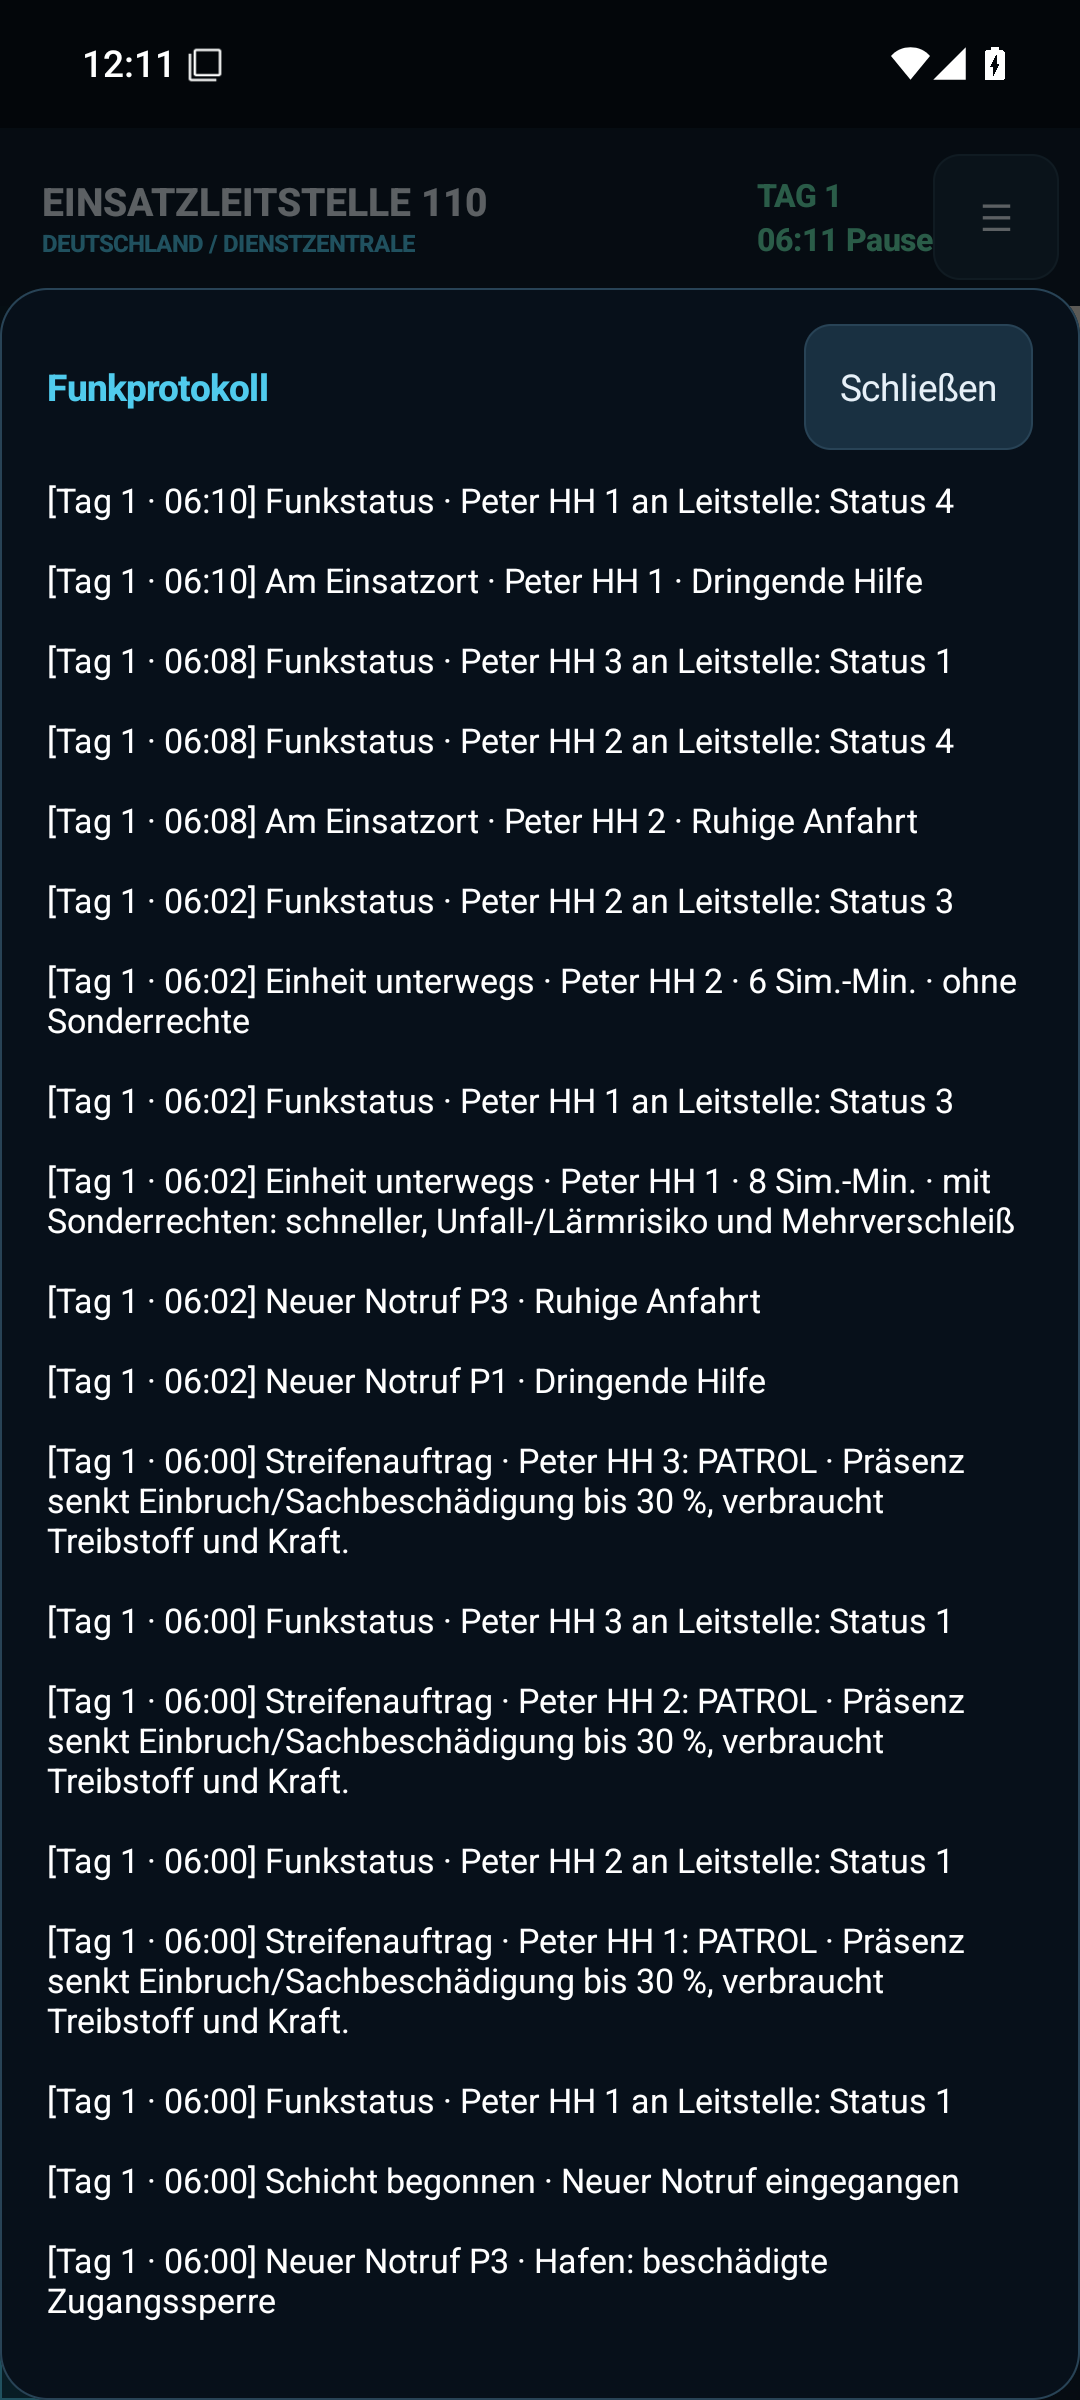 12:11
EINSATZLEITSTELLE 110
DEUTSCHLAND / DIENSTZENTRALE
TAG 1
06:11 Pause
Funkprotokoll
Schließen
[Tag 1 · 06:10] Funkstatus · Peter HH 1 an Leitstelle: Status 4
[Tag 1 · 06:10] Am Einsatzort · Peter HH 1 · Dringende Hilfe
[Tag 1 · 06:08] Funkstatus · Peter HH 3 an Leitstelle: Status 1
[Tag 1 · 06:08] Funkstatus · Peter HH 2 an Leitstelle: Status 4
[Tag 1 · 06:08] Am Einsatzort · Peter HH 2 · Ruhige Anfahrt
[Tag 1 · 06:02] Funkstatus · Peter HH 2 an Leitstelle: Status 3
[Tag 1 · 06:02] Einheit unterwegs · Peter HH 2 · 6 Sim.-Min. · ohne
Sonderrechte
[Tag 1 · 06:02] Funkstatus · Peter HH 1 an Leitstelle: Status 3
[Tag 1 · 06:02] Einheit unterwegs · Peter HH 1 · 8 Sim.-Min. · mit
Sonderrechten: schneller, Unfall-/Lärmrisiko und Mehrverschleiß
[Tag 1 · 06:02] Neuer Notruf P3 · Ruhige Anfahrt
[Tag 1 · 06:02] Neuer Notruf P1 · Dringende Hilfe
[Tag 1 · 06:00] Streifenauftrag · Peter HH 3: PATROL · Präsenz
senkt Einbruch/Sachbeschädigung bis 30 %, verbraucht
Treibstoff und Kraft.
[Tag 1 · 06:00] Funkstatus · Peter HH 3 an Leitstelle: Status 1
[Tag 1 · 06:00] Streifenauftrag · Peter HH 2: PATROL · Präsenz
senkt Einbruch/Sachbeschädigung bis 30 %, verbraucht
Treibstoff und Kraft.
[Tag 1 · 06:00] Funkstatus · Peter HH 2 an Leitstelle: Status 1
[Tag 1 · 06:00] Streifenauftrag · Peter HH 1: PATROL · Präsenz
senkt Einbruch/Sachbeschädigung bis 30 %, verbraucht
Treibstoff und Kraft.
[Tag 1 · 06:00] Funkstatus · Peter HH 1 an Leitstelle: Status 1
[Tag 1 · 06:00] Schicht begonnen · Neuer Notruf eingegangen
[Tag 1 · 06:00] Neuer Notruf P3 · Hafen: beschädigte
Zugangssperre